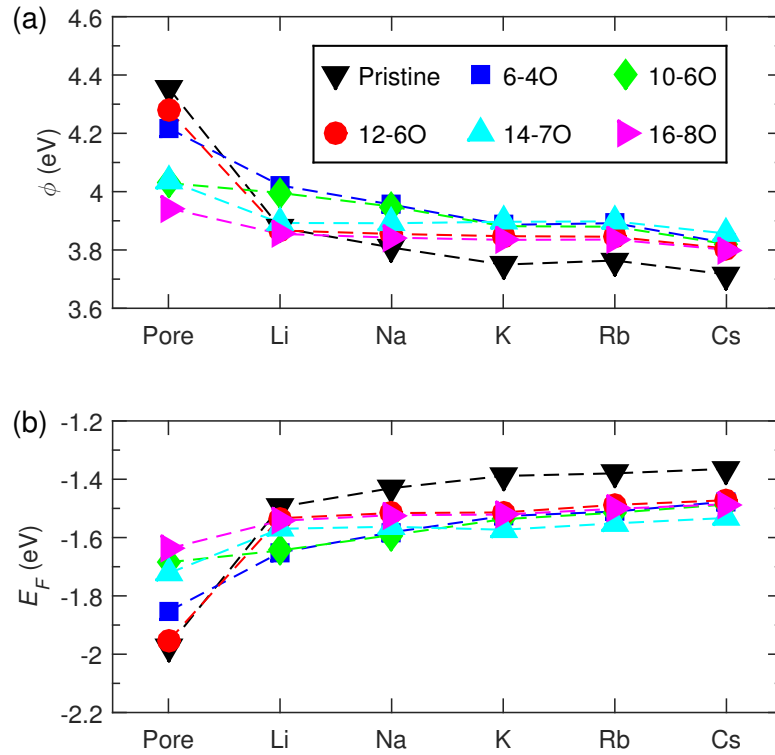 (a)
4.6
4.4
4.2
4
3.8
3.6
ϕ (eV)
Pristine 6-4O 10-6O
12-6O 14-7O 16-8O
Pore Li Na K Rb Cs
(b)
-1.2
-1.4
-1.6
-1.8
-2
-2.2
E_F (eV)
Pore Li Na K Rb Cs